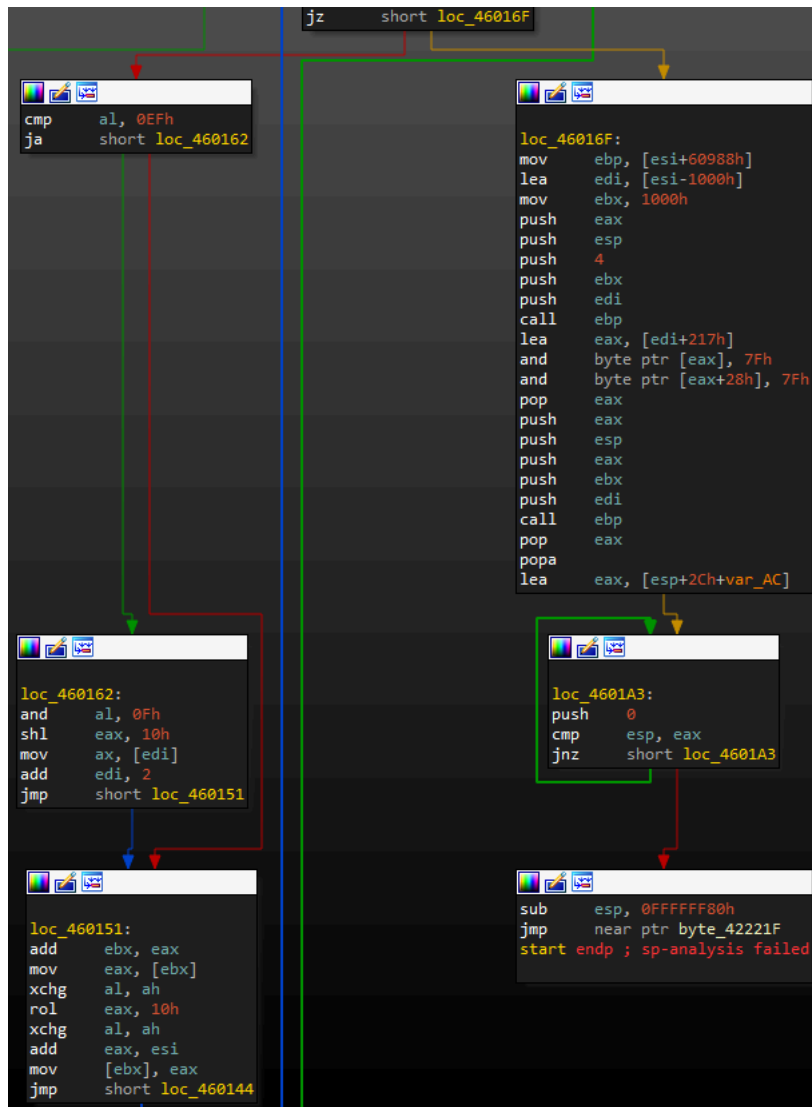 jz short loc_46016F
cmp al, 0EFh
ja short loc_460162
loc_46016F:
mov ebp, [esi+60988h]
lea edi, [esi-1000h]
mov ebx, 1000h
push eax
push esp
push 4
push ebx
push edi
call ebp
lea eax, [edi+217h]
and byte ptr [eax], 7Fh
and byte ptr [eax+28h], 7Fh
pop eax
push eax
push esp
push eax
push ebx
push edi
call ebp
pop eax
popa
lea eax, [esp+2Ch+var_AC]
loc_460162:
and al, 0Fh
shl eax, 10h
mov ax, [edi]
add edi, 2
jmp short loc_460151
loc_4601A3:
push 0
cmp esp, eax
jnz short loc_4601A3
loc_460151:
add ebx, eax
mov eax, [ebx]
xchg al, ah
rol eax, 10h
xchg al, ah
add eax, esi
mov [ebx], eax
jmp short loc_460144
sub esp, 0FFFFFF80h
jmp near ptr byte_42221F
start endp ; sp-analysis failed